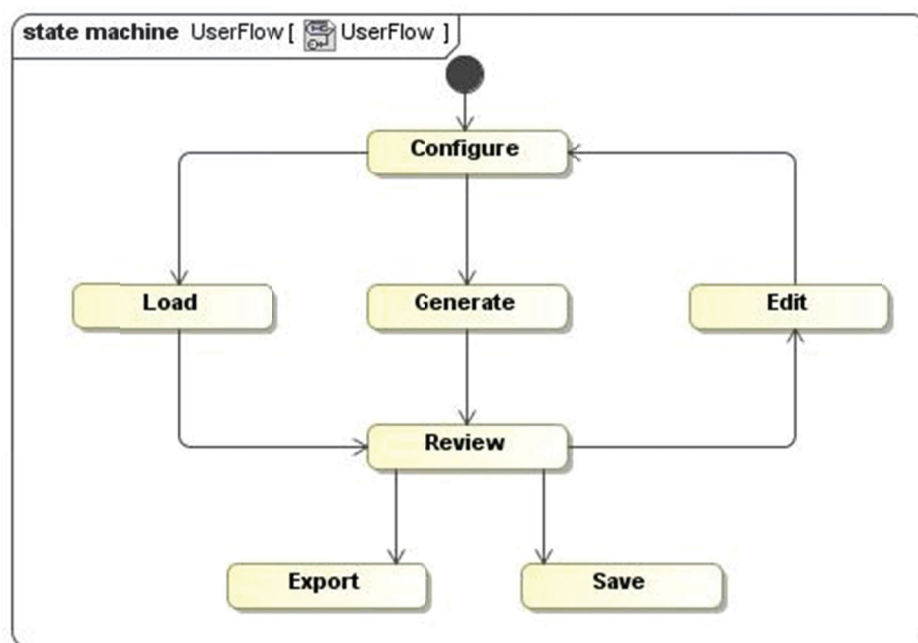 state machine UserFlow [ UserFlow ]
Configure
Load
Generate
Edit
Review
Export
Save